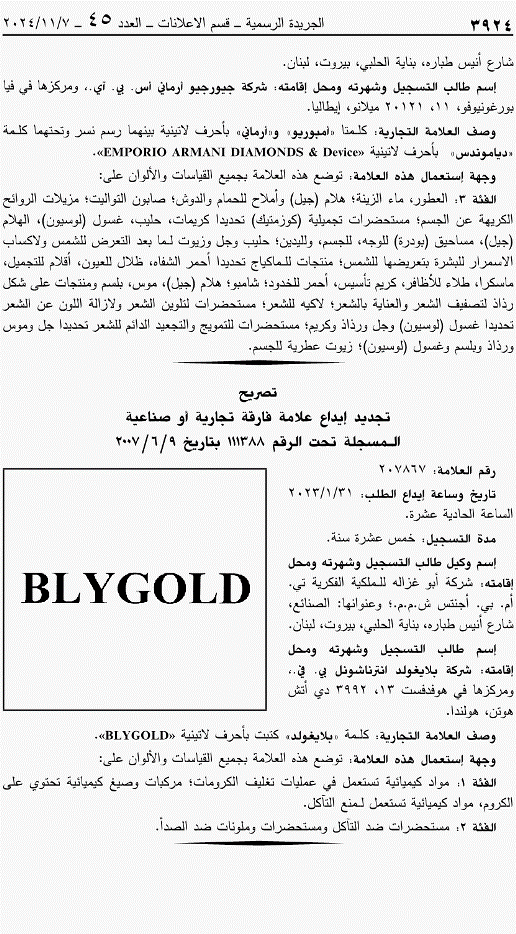 ٣٩٢٤ الجريدة الرسمية ـ قسم الاعلانات ـ العدد ٤٥ ـ ٢٠٢٤/١١/٧
شارع أنيس طباره، بناية الحلبي، بيروت، لبنان.
إسم طالب التسجيل وشهرته ومحل إقامته: شركة جيورجيو أرماني أس. بي. آي.، ومركزها في فيا
بورغونيوفو، ١١، ٢٠١٢١ ميلانو، إيطاليا.
وصف العلامة التجارية: كلمتا «أمبوريو» و«أرماني» بأحرف لاتينية بينهما رسم نسر وتحتهما كلمة
«دياموندس» بأحرف لاتينية «EMPORIO ARMANI DIAMONDS & Device».
وجهة إستعمال هذه العلامة: توضع هذه العلامة بجميع القياسات والألوان على:
الفئة ٣: العطور، ماء الزينة؛ هلام (جيل) وأملاح للحمام والدوش؛ صابون التواليت؛ مزيلات الروائح
الكريهة عن الجسم؛ مستحضرات تجميلية (كوزمتيك) تحديدا كريمات، حليب، غسول (لوسيون)، الهلام
(جيل)، مساحيق (بودرة) للوجه، للجسم، واليدين؛ حليب وجل وزيوت لما بعد التعرض للشمس ولاكساب
الاسمرار للبشرة بتعريضها للشمس؛ منتجات للماكياج تحديدا أحمر الشفاه، ظلال للعيون، أقلام للتجميل،
ماسكرا، طلاء للأظافر، كريم تأسيس، أحمر للخدود؛ شامبو؛ هلام (جيل)، موس، بلسم ومنتجات على شكل
رذاذ لتصفيف الشعر والعناية بالشعر؛ لاكيه للشعر؛ مستحضرات لتلوين الشعر ولازالة اللون عن الشعر
تحديدا غسول (لوسيون) وجل ورذاذ وكريم؛ مستحضرات للتمويج والتجعيد الدائم للشعر تحديدا جل وموس
ورذاذ وبلسم وغسول (لوسيون)؛ زيوت عطرية للجسم.
تصريح
تجديد إيداع علامة فارقة تجارية أو صناعية
المسجلة تحت الرقم ١١١٣٨٨ بتاريخ ٢٠٠٧/٦/٩
رقم العلامة: ٢٠٧٨٦٧
تاريخ وساعة إيداع الطلب: ٢٠٢٣/١/٣١
الساعة الحادية عشرة.
مدة التسجيل: خمس عشرة سنة.
إسم وكيل طالب التسجيل وشهرته ومحل
إقامته: شركة أبو غزاله للملكية الفكرية تي.
أم. بي. أجنتس ش.م.م.؛ وعنوانها: الصنائع،
شارع أنيس طباره، بناية الحلبي، بيروت، لبنان.
إسم طالب التسجيل وشهرته ومحل
إقامته: شركة بلايغولد انترناشونل بي. في.،
ومركزها في هوفدفست ١٣، ٣٩٩٢ دي أتش
هوتن، هولندا.
BLYGOLD
وصف العلامة التجارية: كلمة «بلايغولد» كتبت بأحرف لاتينية «BLYGOLD».
وجهة إستعمال هذه العلامة: توضع هذه العلامة بجميع القياسات والألوان على:
الفئة ١: مواد كيميائية تستعمل في عمليات تغليف الكرومات؛ مركبات وصيغ كيميائية تحتوي على
الكروم، مواد كيميائية تستعمل لمنع التآكل.
الفئة ٢: مستحضرات ضد التآكل ومستحضرات وملونات ضد الصدأ.